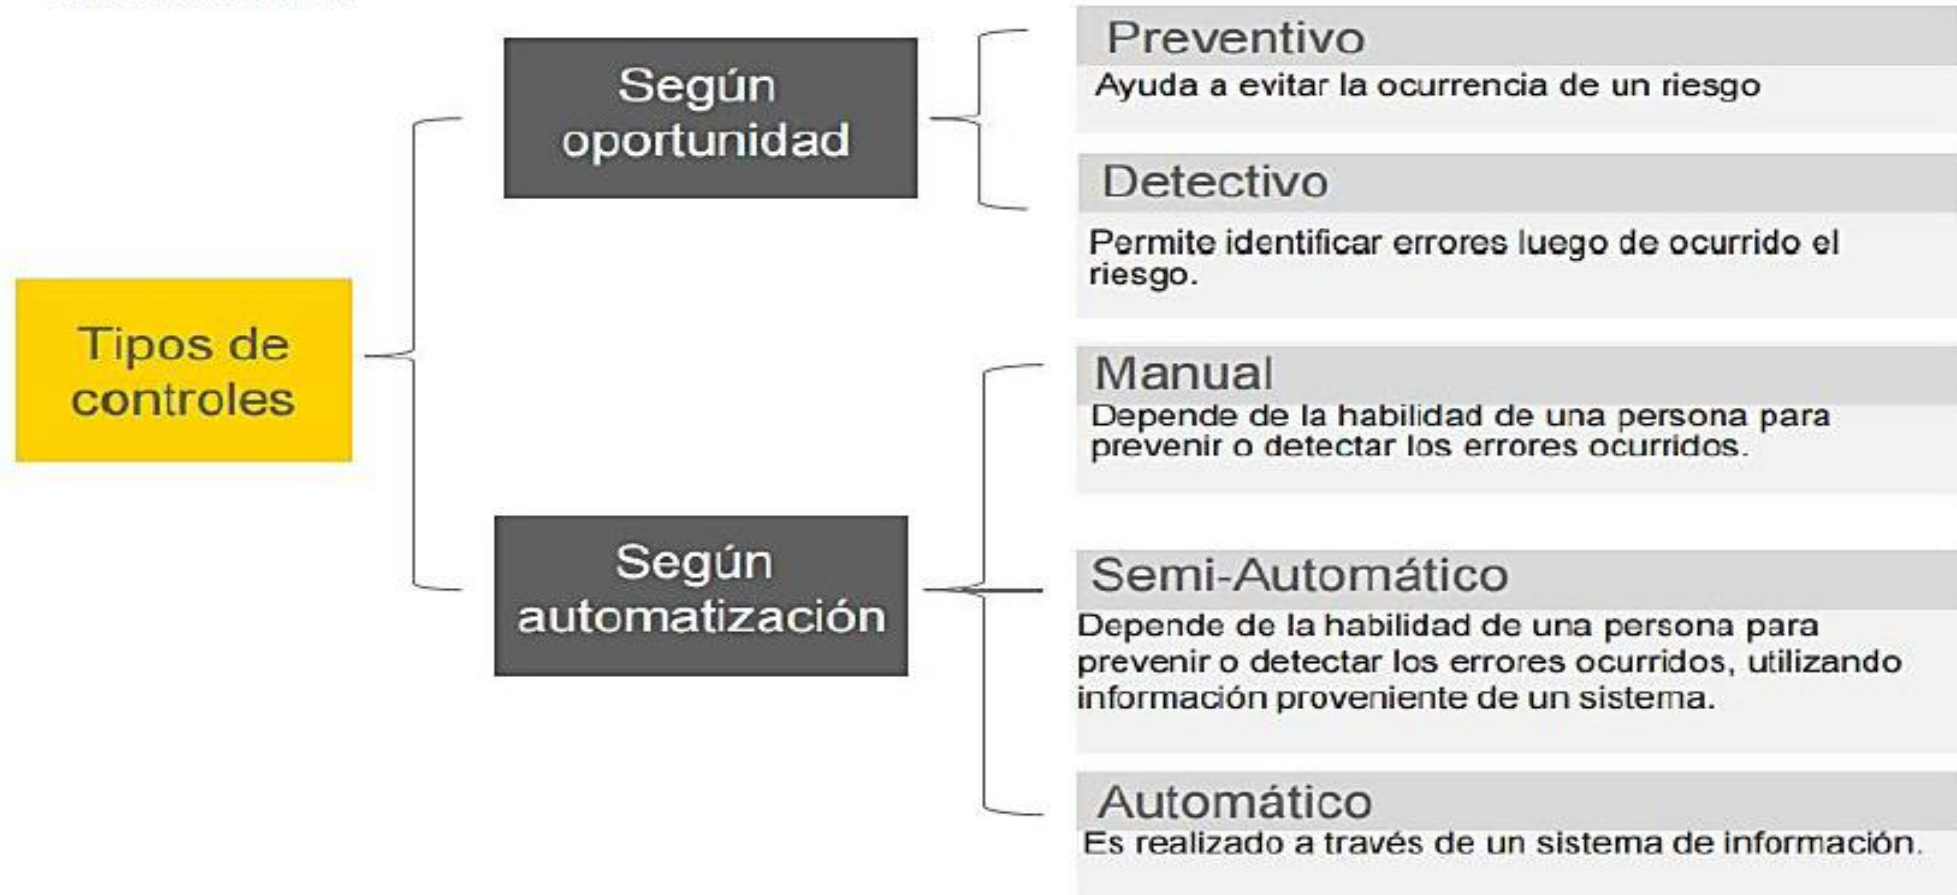 Tipos de
controles
Según
oportunidad
Preventivo
Ayuda a evitar la ocurrencia de un riesgo
Detectivo
Permite identificar errores luego de ocurrido el
riesgo.
Según
automatización
Manual
Depende de la habilidad de una persona para
prevenir o detectar los errores ocurridos.
Semi-Automático
Depende de la habilidad de una persona para
prevenir o detectar los errores ocurridos, utilizando
información proveniente de un sistema.
Automático
Es realizado a través de un sistema de información.